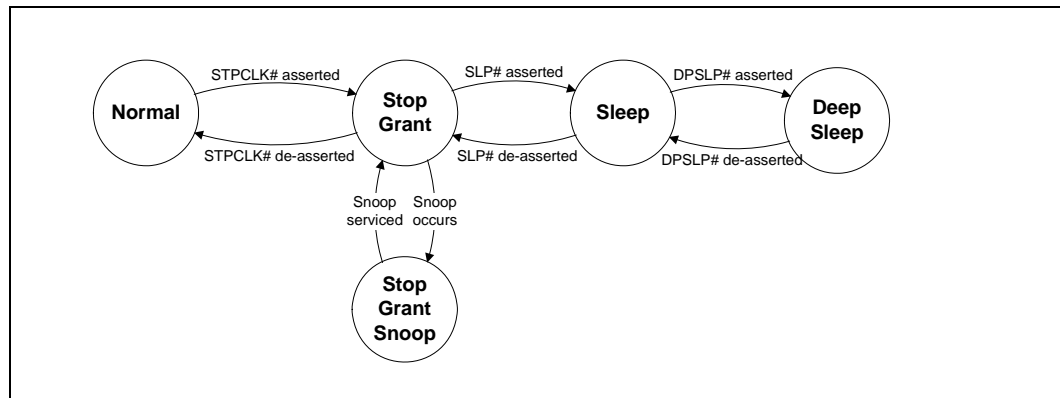 STPCLK# asserted
SLP# asserted
DPSLP# asserted
Normal
Stop
Grant
Sleep
Deep
Sleep
STPCLK# de-asserted
SLP# de-asserted
DPSLP# de-asserted
Snoop
serviced
Snoop
occurs
Stop
Grant
Snoop